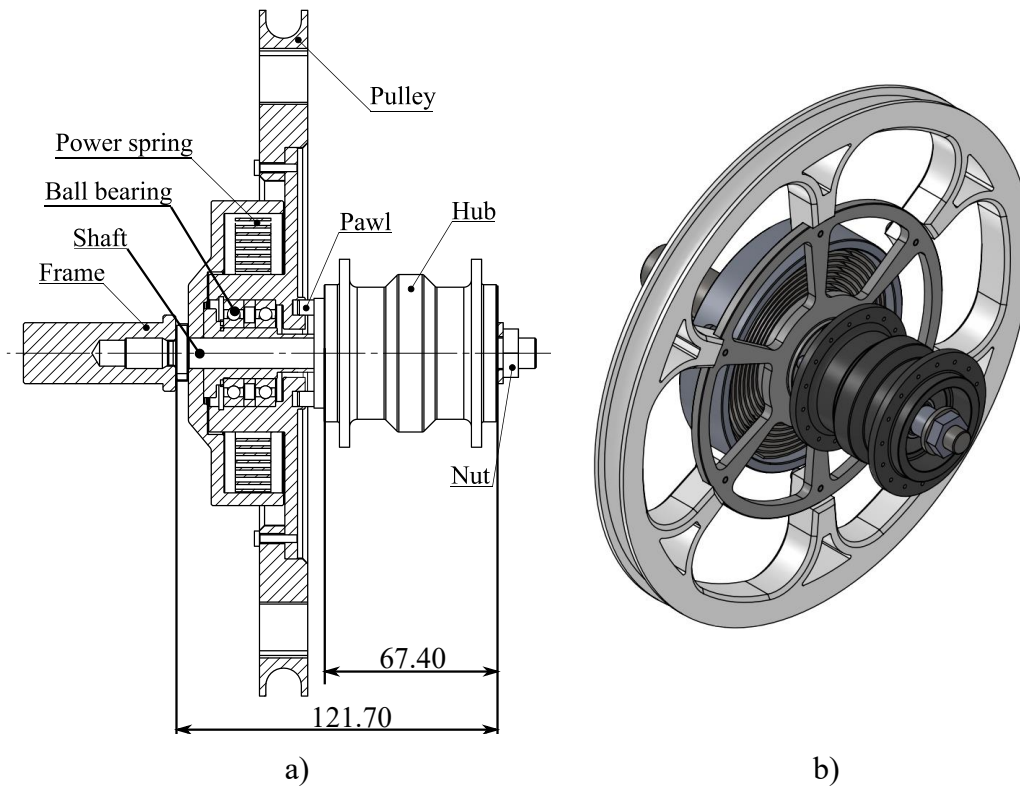 Pulley
Power spring
Ball bearing
Pawl
Hub
Shaft
Frame
Nut
67.40
121.70
a)
b)